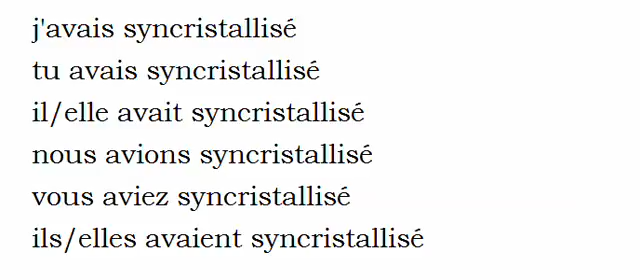 j'avais syncristallisé
tu avais syncristallisé
il/elle avait syncristallisé
nous avions syncristallisé
vous aviez syncristallisé
ils/elles avaient syncristallisé